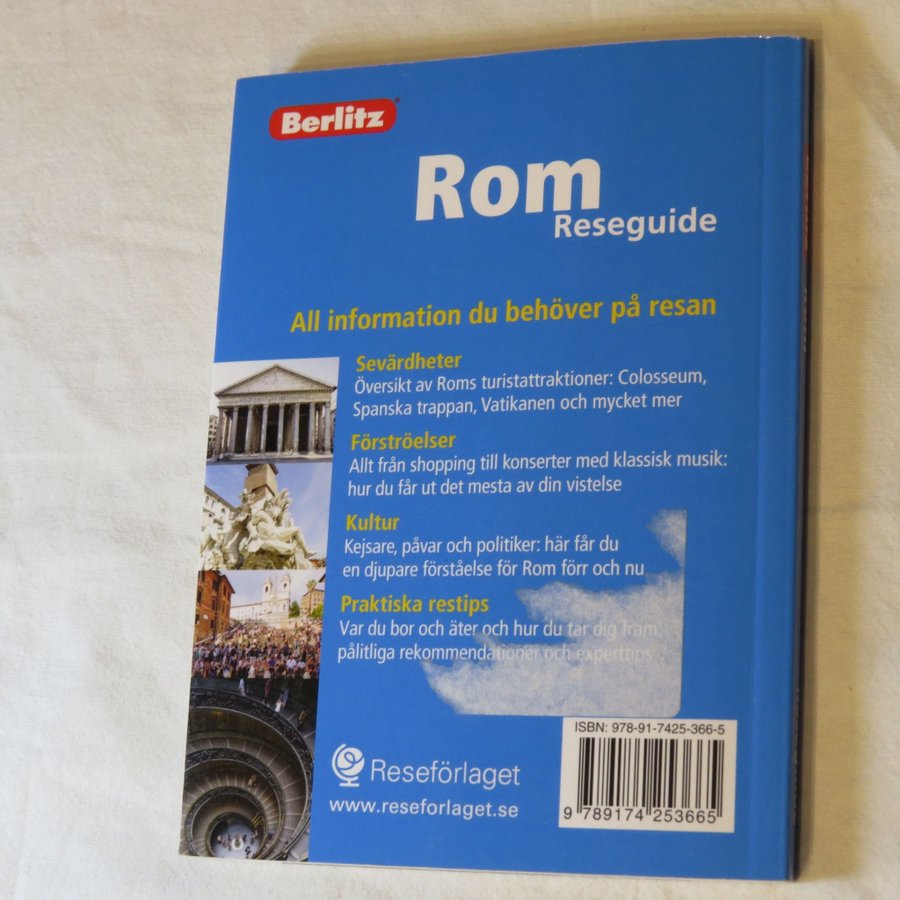 Berlitz
Rom
Reseguide
All information du behöver på resan
Sevärdheter
Översikt av Roms turistattraktioner: Colosseum,
Spanska trappan, Vatikanen och mycket mer
Förströelser
Allt från shopping till konserter med klassisk musik:
hur du får ut det mesta av din vistelse
Kultur
Kejsare, påvar och politiker: här får du
en djupare förståelse för Rom förr och nu
Praktiska restips
Var du bor och äter och hur du tar dig fram,
pålitliga rekommendationer och experttips
ISBN: 978-91-7425-366-5
Reseförlaget
www.reseforlaget.se
9 789174 253665